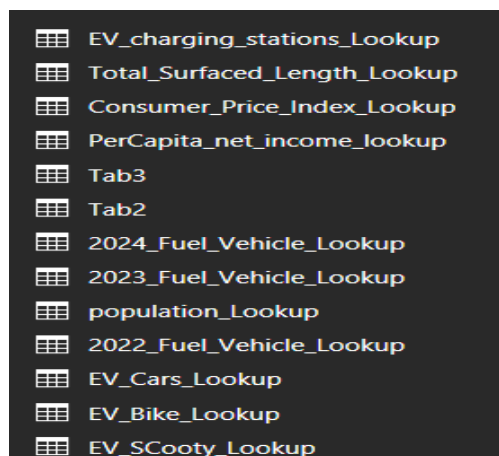 EV_charging_stations_Lookup
Total_Surfaced_Length_Lookup
Consumer_Price_Index_Lookup
PerCapita_net_income_lookup
Tab3
Tab2
2024_Fuel_Vehicle_Lookup
2023_Fuel_Vehicle_Lookup
population_Lookup
2022_Fuel_Vehicle_Lookup
EV_Cars_Lookup
EV_Bike_Lookup
EV_SCooty_Lookup